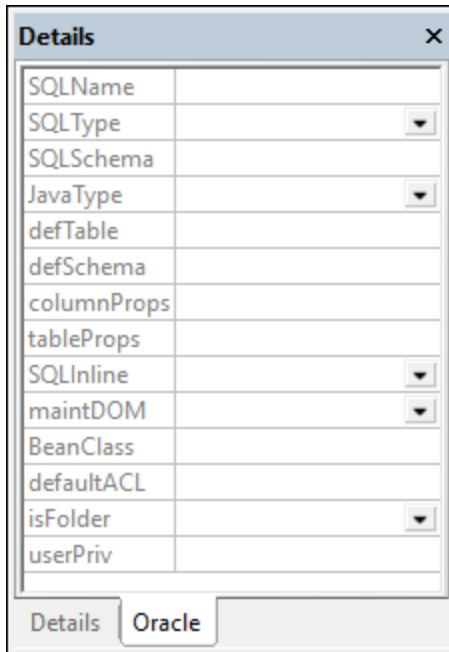 Details
SQLName
SQLType
SQLSchema
JavaType
defTable
defSchema
columnProps
tableProps
SQLInline
maintDOM
BeanClass
defaultACL
isFolder
userPriv
Details Oracle